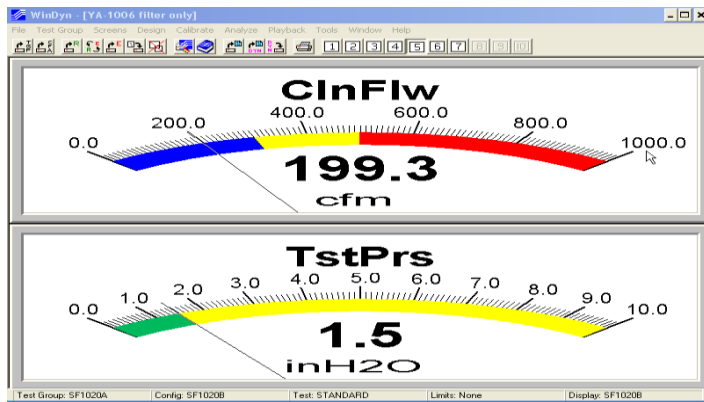 WinDyn - [YA-1006 filter only]
File Test Group Screens Design Calibrate Analyze Playback Tools Window Help
1 2 3 4 5 6 7 8 9 10
ClnFlw
0.0 200.0 400.0 600.0 800.0 1000.0
199.3
cfm
TstPrs
0.0 1.0 2.0 3.0 4.0 5.0 6.0 7.0 8.0 9.0 10.0
1.5
inH2O
Test Group: SF1020A Config: SF1020B Test: STANDARD Limits: None Display: SF1020B